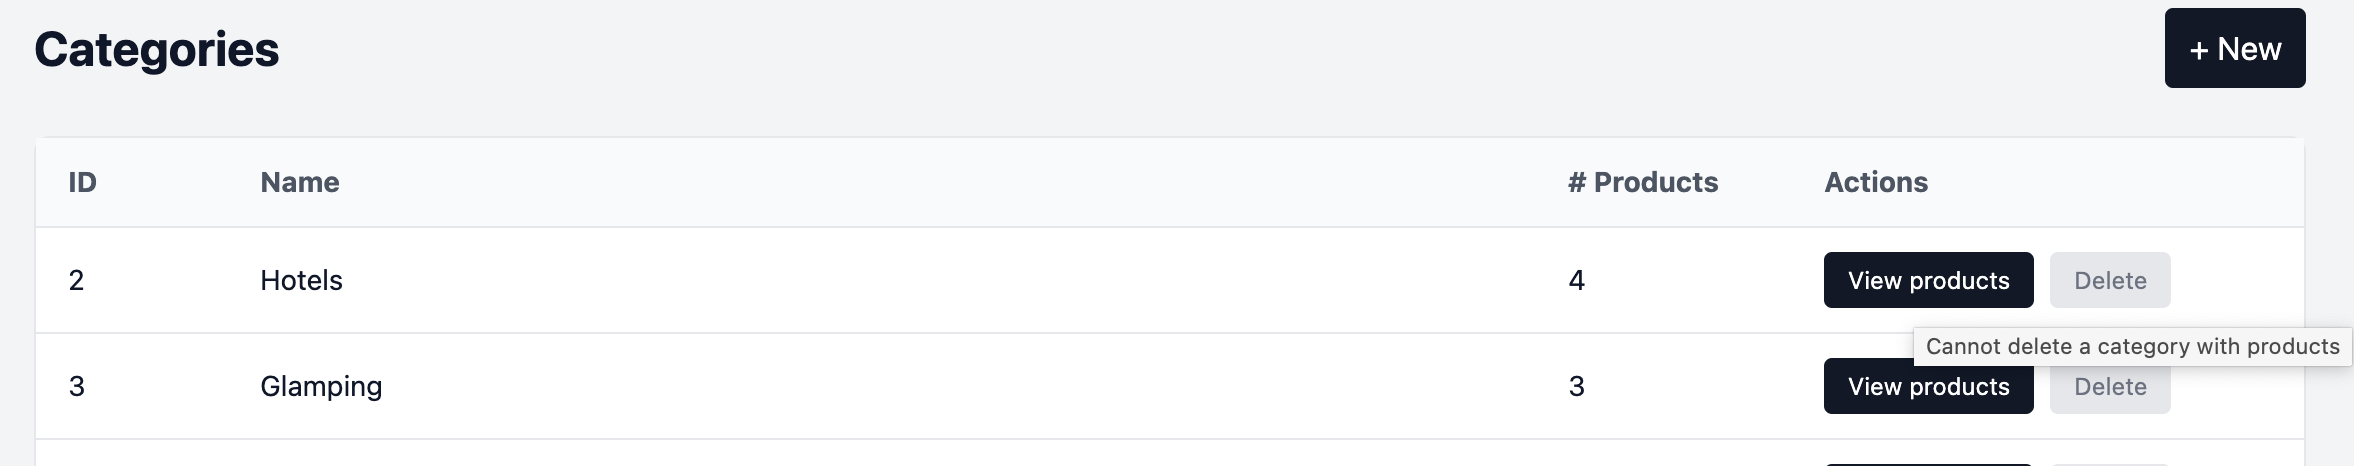 Categories
+ New
ID Name # Products Actions
2 Hotels 4 View products Delete
Cannot delete a category with products
3 Glamping 3 View products Delete